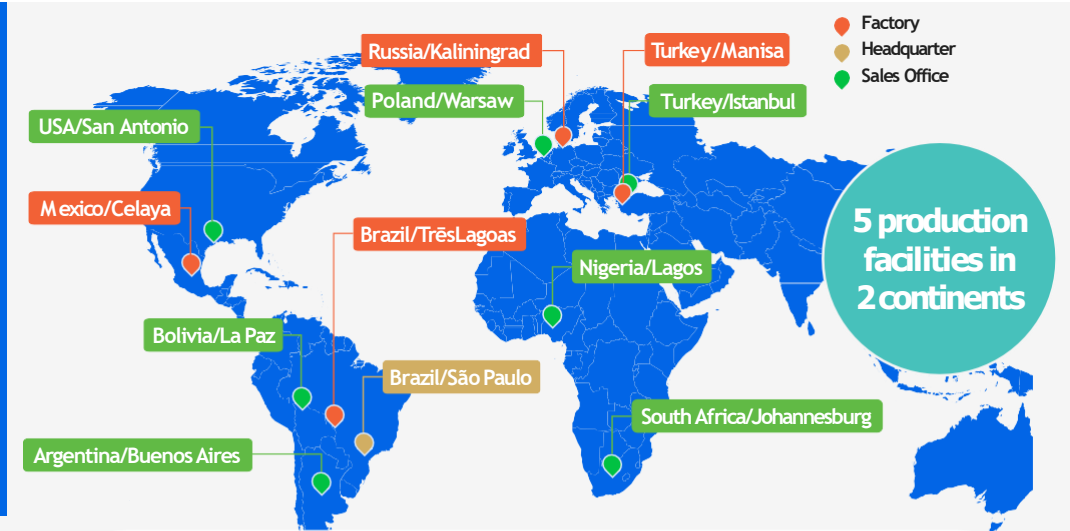 Factory
Headquarter
Sales Office
Russia/Kaliningrad
Turkey/Manisa
Poland/Warsaw
Turkey/Istanbul
USA/San Antonio
Mexico/Celaya
Brazil/TrēsLagoas
Nigeria/Lagos
5 production
facilities in
2 continents
Bolivia/La Paz
Brazil/São Paulo
South Africa/Johannesburg
Argentina/Buenos Aires